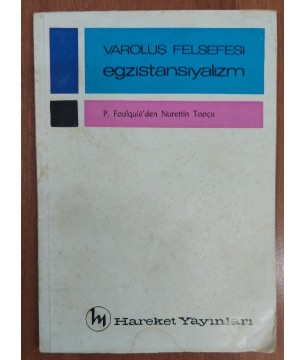 VAROLUŞ FELSEFESİ
egzistansiyalizm
P. Foulquié'den Nurettin Topçu
Hareket Yayınları